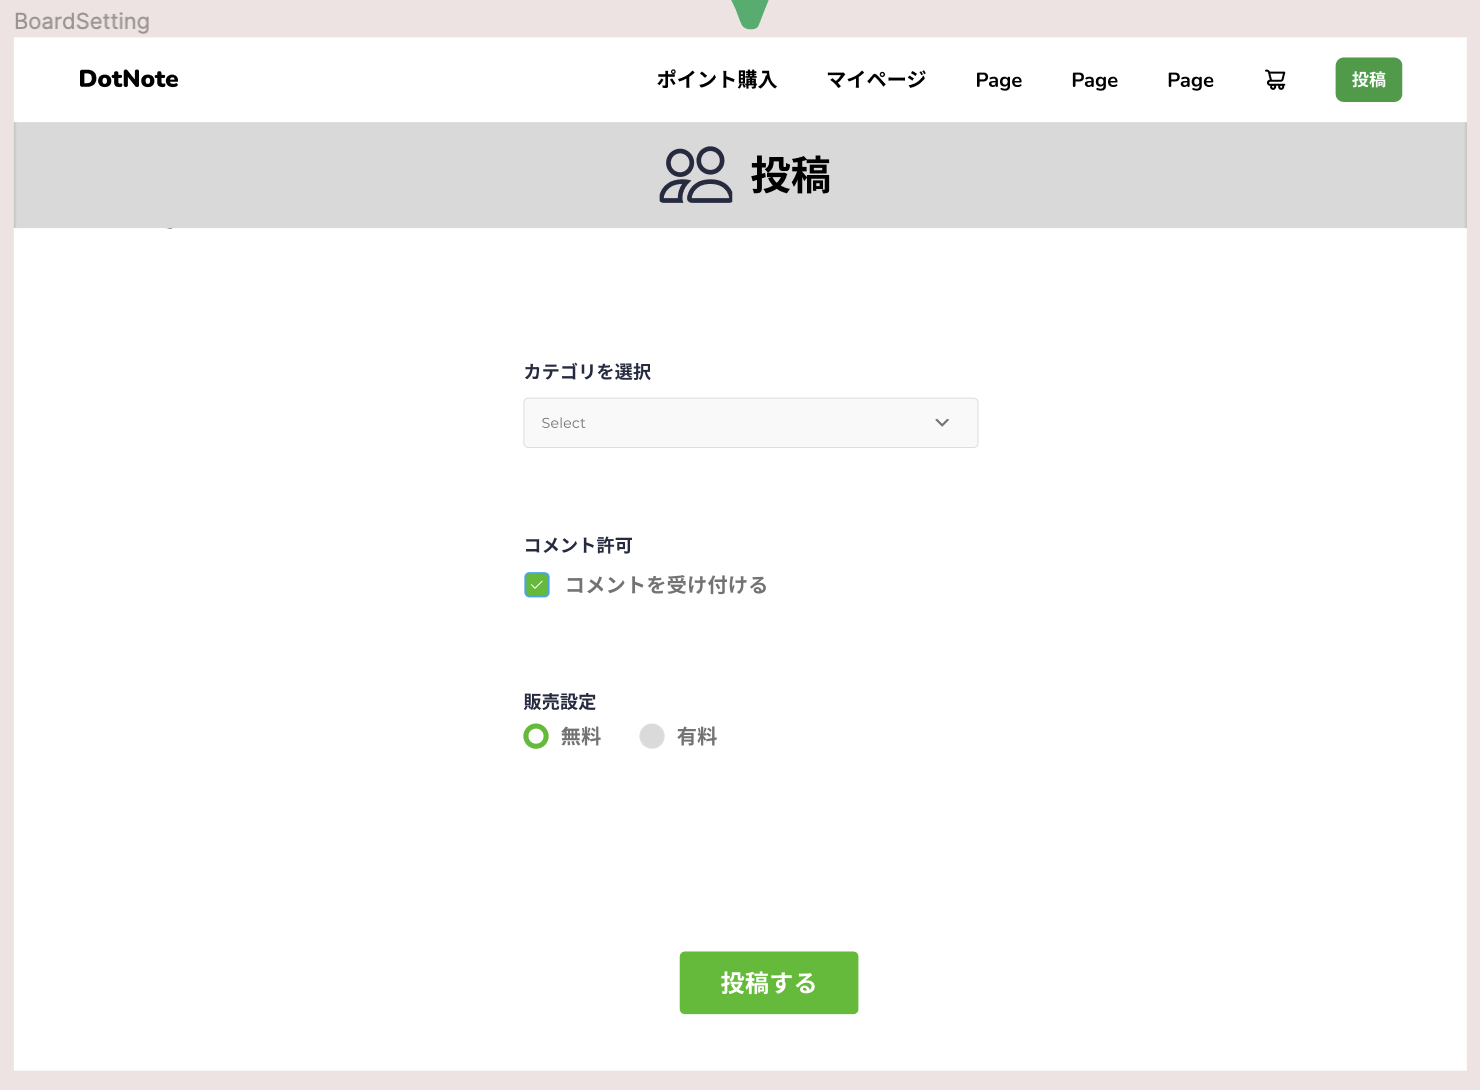 BoardSetting
DotNote ポイント購入 マイページ Page Page Page 投稿
投稿
カテゴリを選択
Select
コメント許可
コメントを受け付ける
販売設定
無料 有料
投稿する